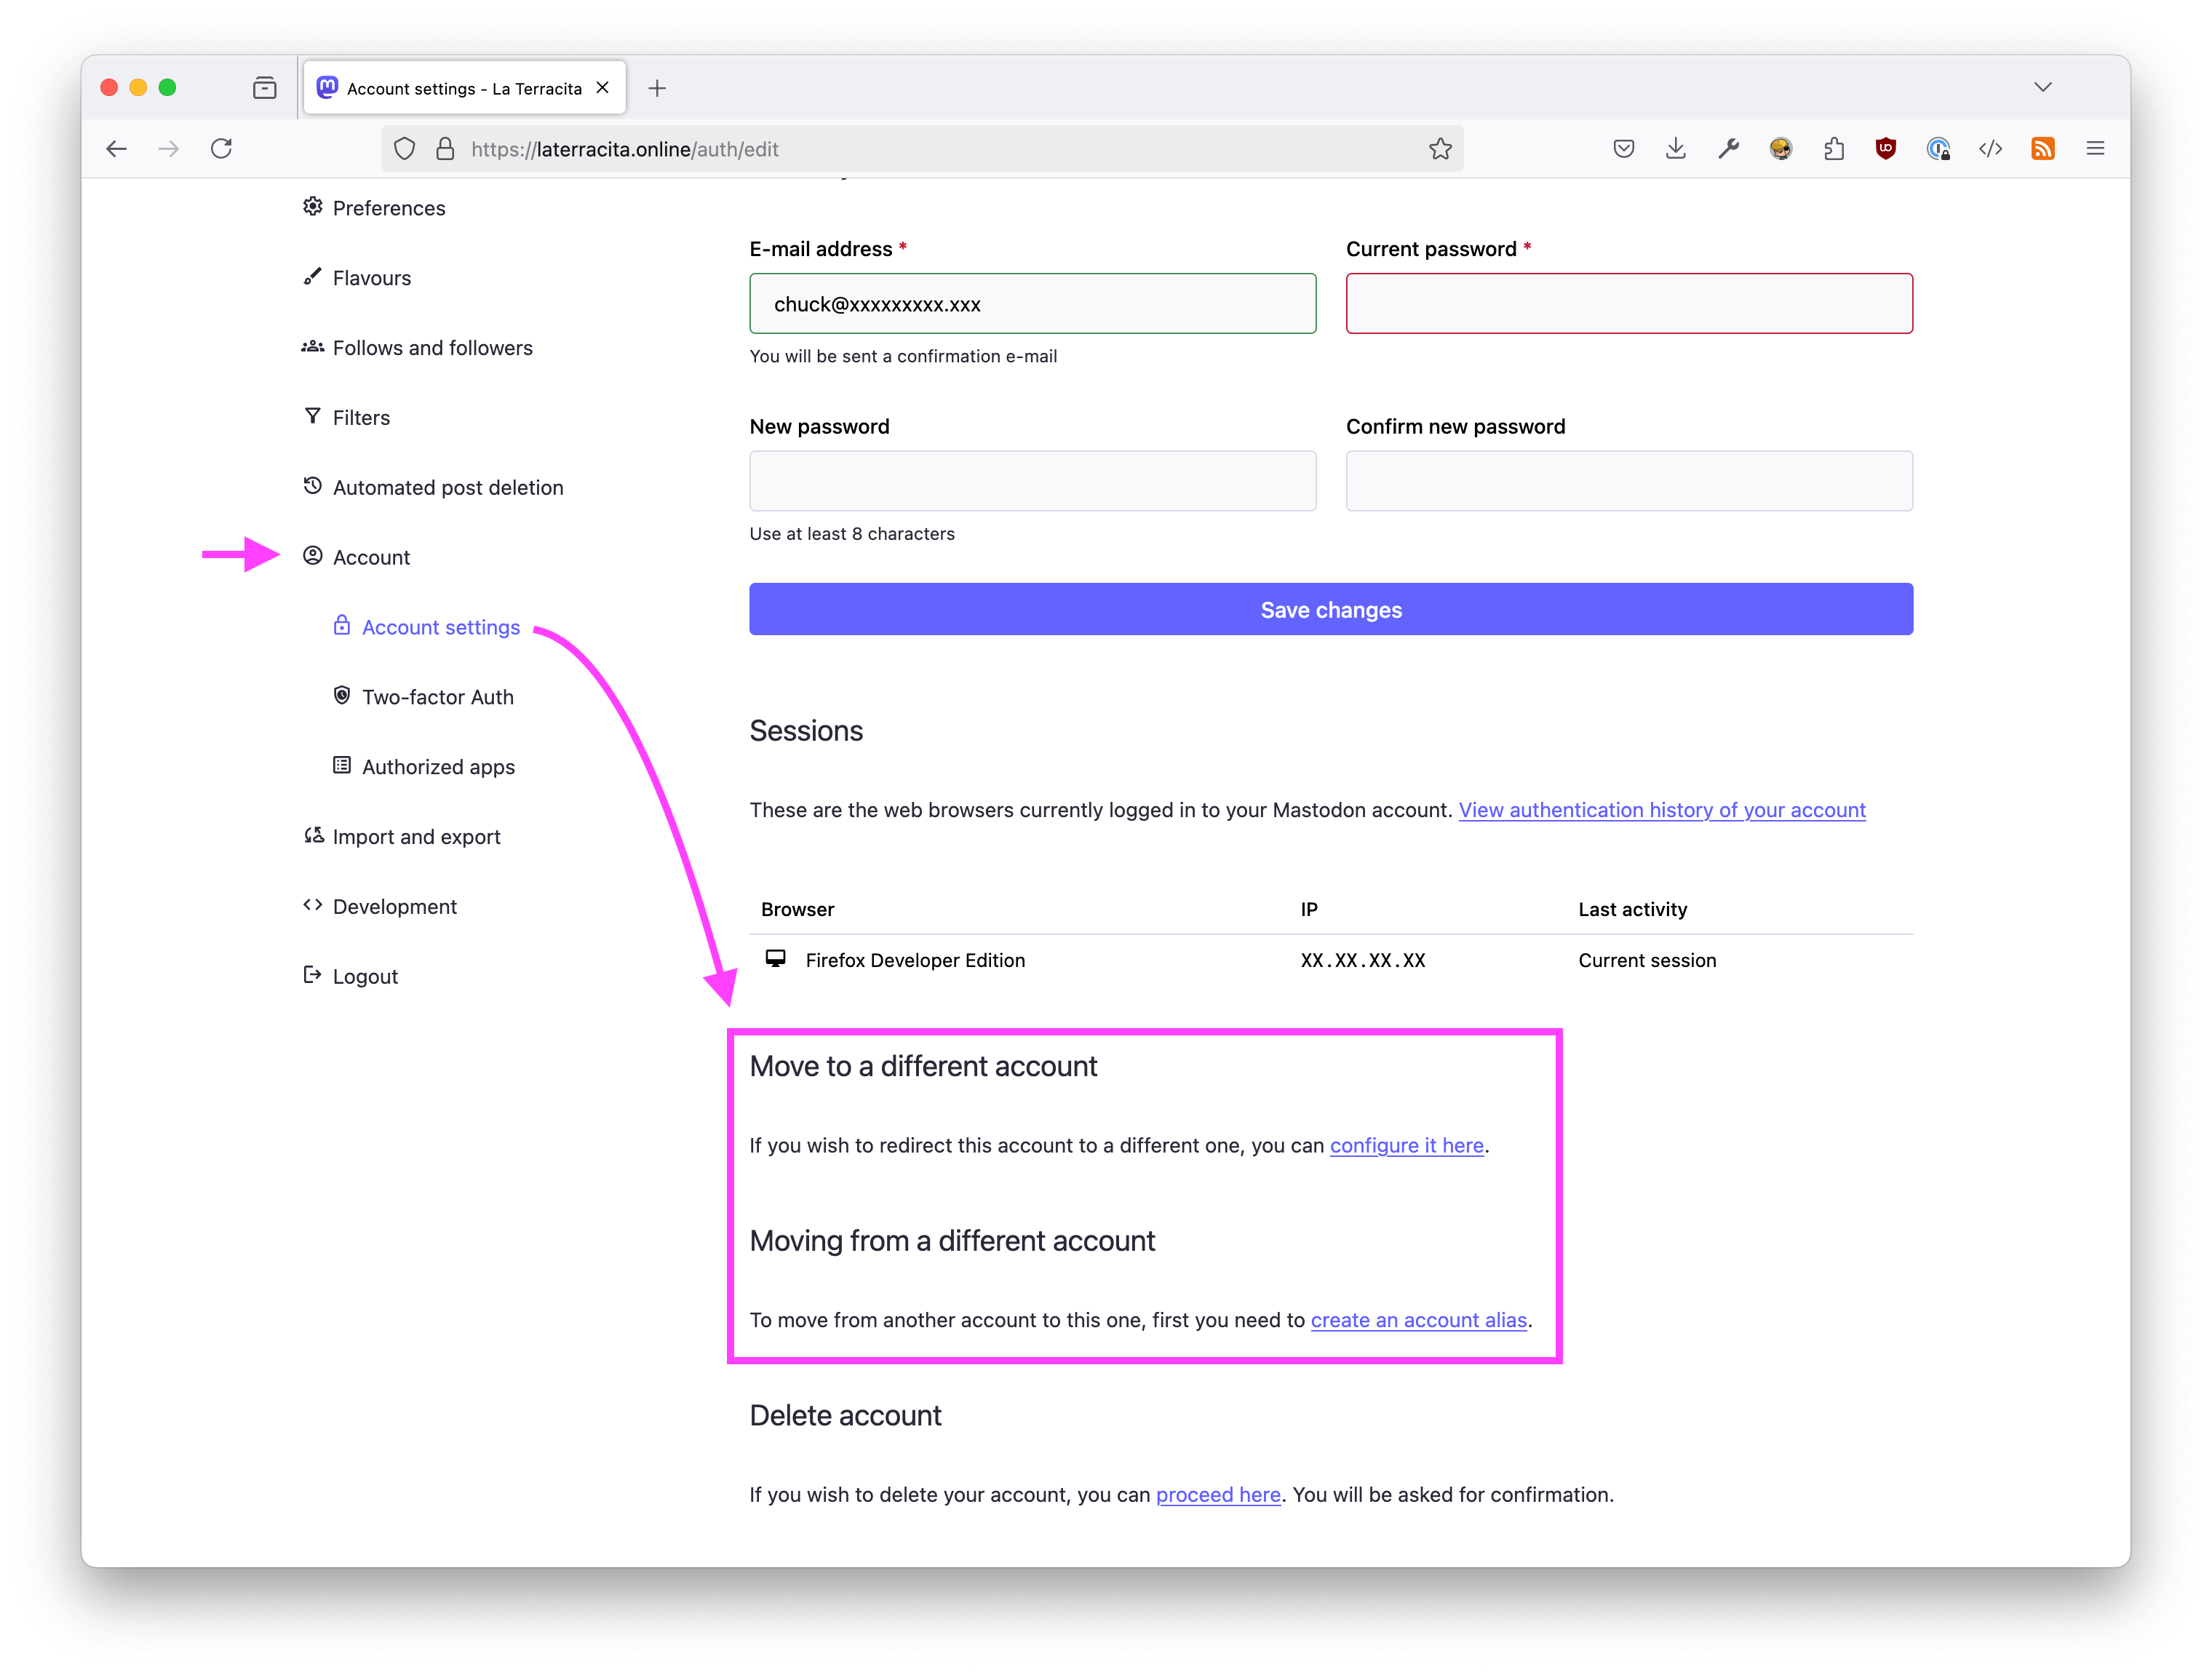 Account settings - La Terracita
https://laterracita.online/auth/edit
Preferences
Flavours
Follows and followers
Filters
Automated post deletion
Account
Account settings
Two-factor Auth
Authorized apps
Import and export
Development
Logout
E-mail address *
Current password *
chuck@xxxxxxxxx.xxx
You will be sent a confirmation e-mail
New password
Confirm new password
Use at least 8 characters
Save changes
Sessions
These are the web browsers currently logged in to your Mastodon account. View authentication history of your account
Browser IP Last activity
Firefox Developer Edition XX.XX.XX.XX Current session
Move to a different account
If you wish to redirect this account to a different one, you can configure it here.
Moving from a different account
To move from another account to this one, first you need to create an account alias.
Delete account
If you wish to delete your account, you can proceed here. You will be asked for confirmation.